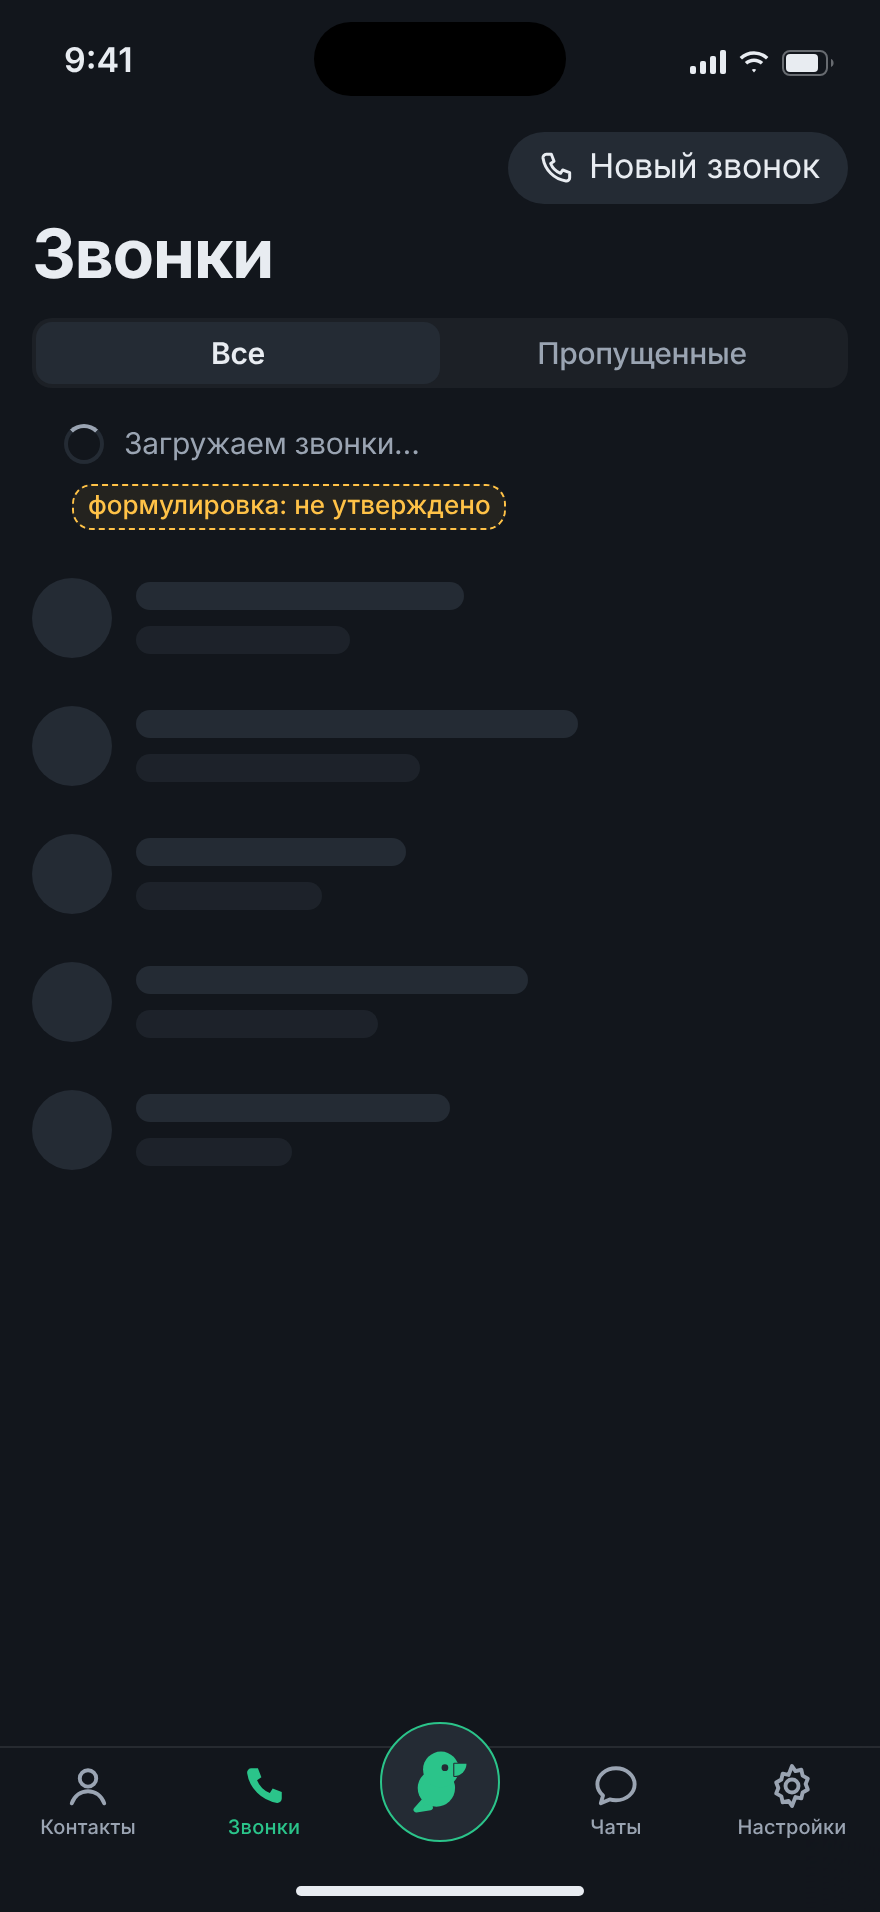 9:41
Новый звонок
Звонки
Все
Пропущенные
Загружаем звонки...
формулировка: не утверждено
Контакты
Звонки
Чаты
Настройки